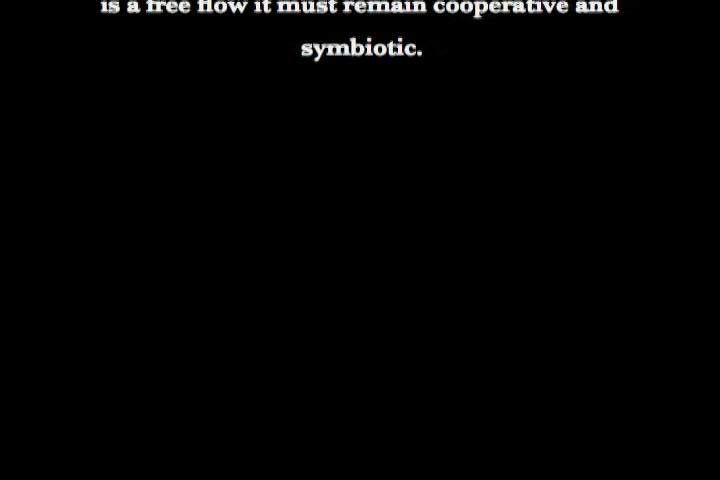 is a free flow it must remain cooperative and
symbiotic.